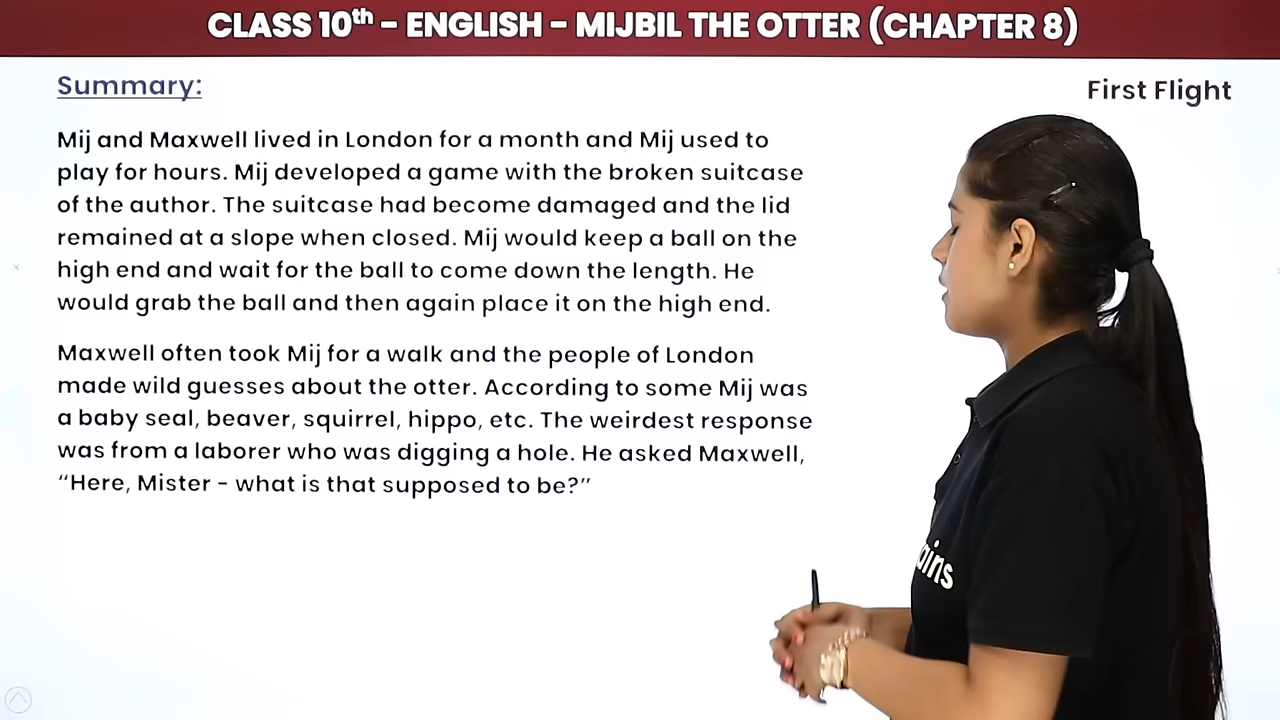 CLASS 10th - ENGLISH - MIJBIL THE OTTER (CHAPTER 8)
Summary:
First Flight
Mij and Maxwell lived in London for a month and Mij used to
play for hours. Mij developed a game with the broken suitcase
of the author. The suitcase had become damaged and the lid
remained at a slope when closed. Mij would keep a ball on the
high end and wait for the ball to come down the length. He
would grab the ball and then again place it on the high end.
Maxwell often took Mij for a walk and the people of London
made wild guesses about the otter. According to some Mij was
a baby seal, beaver, squirrel, hippo, etc. The weirdest response
was from a laborer who was digging a hole. He asked Maxwell,
“Here, Mister - what is that supposed to be?”